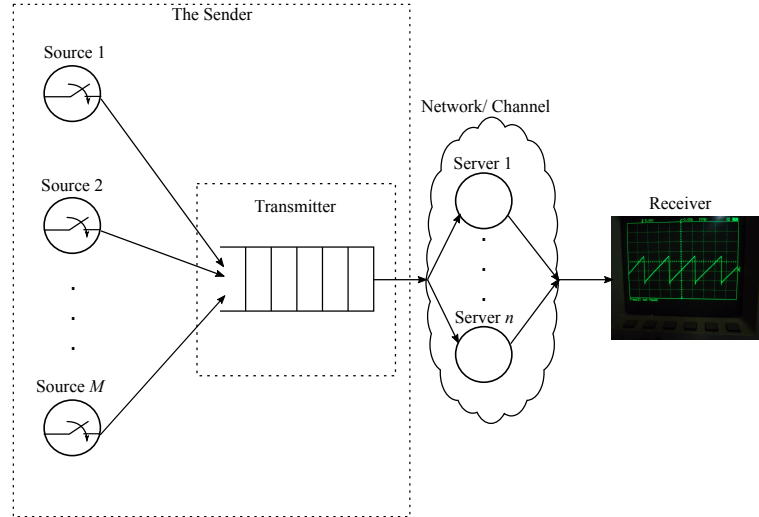 The Sender
Source 1
Network/ Channel
Server 1
Source 2
Transmitter
Receiver
Server n
Source M